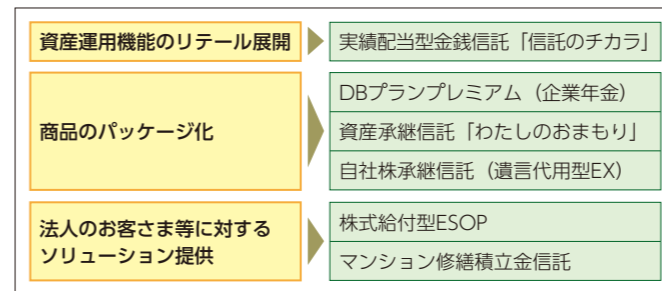 資産運用機能のリテール展開
実績配当型金銭信託「信託のチカラ」
商品のパッケージ化
DBプランプレミアム（企業年金）
資産承継信託「わたしのおまもり」
自社株承継信託（遺言代用型EX）
法人のお客さま等に対する
ソリューション提供
株式給付型ESOP
マンション修繕積立金信託